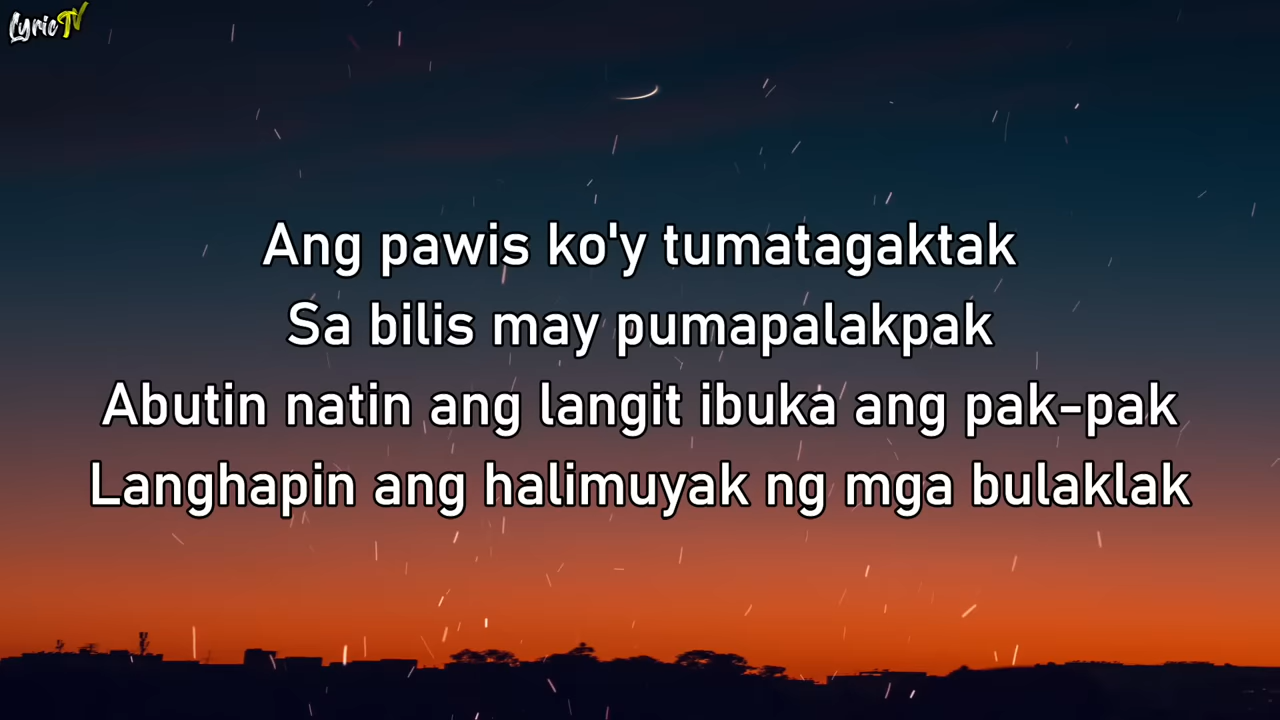 LyricTV
Ang pawis ko'y tumatagaktak
Sa bilis may pumapalakpak
Abutin natin ang langit ibuka ang pak-pak
Langhapin ang halimuyak ng mga bulaklak